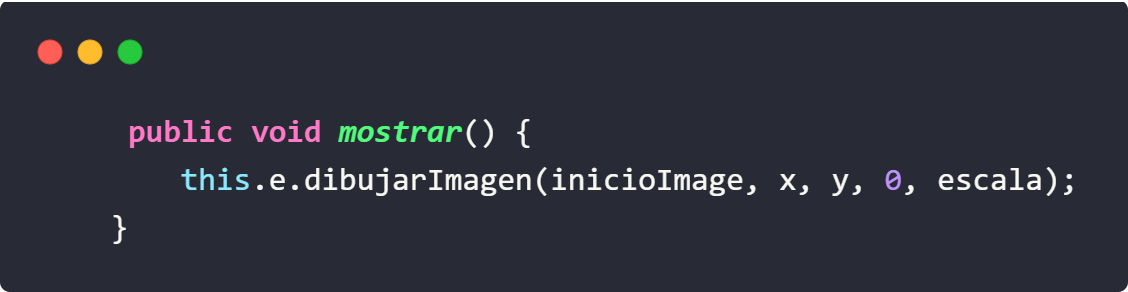 public void mostrar() {
this.e.dibujarImagen(inicioImage, x, y, 0, escala);
}